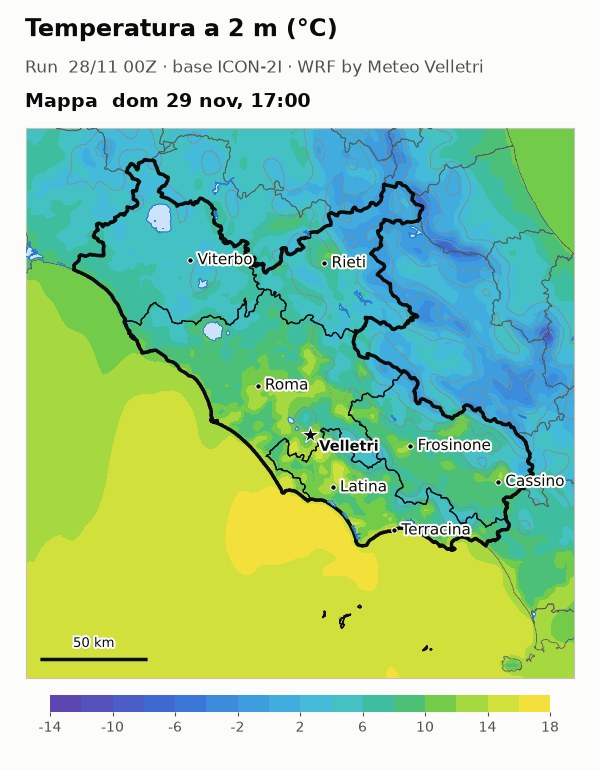 Temperatura a 2 m (°C)
Run  28/11 00Z · base ICON-2I · WRF by Meteo Velletri
Mappa  dom 29 nov, 17:00
Viterbo
Rieti
Roma
Velletri
Frosinone
Cassino
Latina
Terracina
50 km
-14 -10 -6 -2 2 6 10 14 18